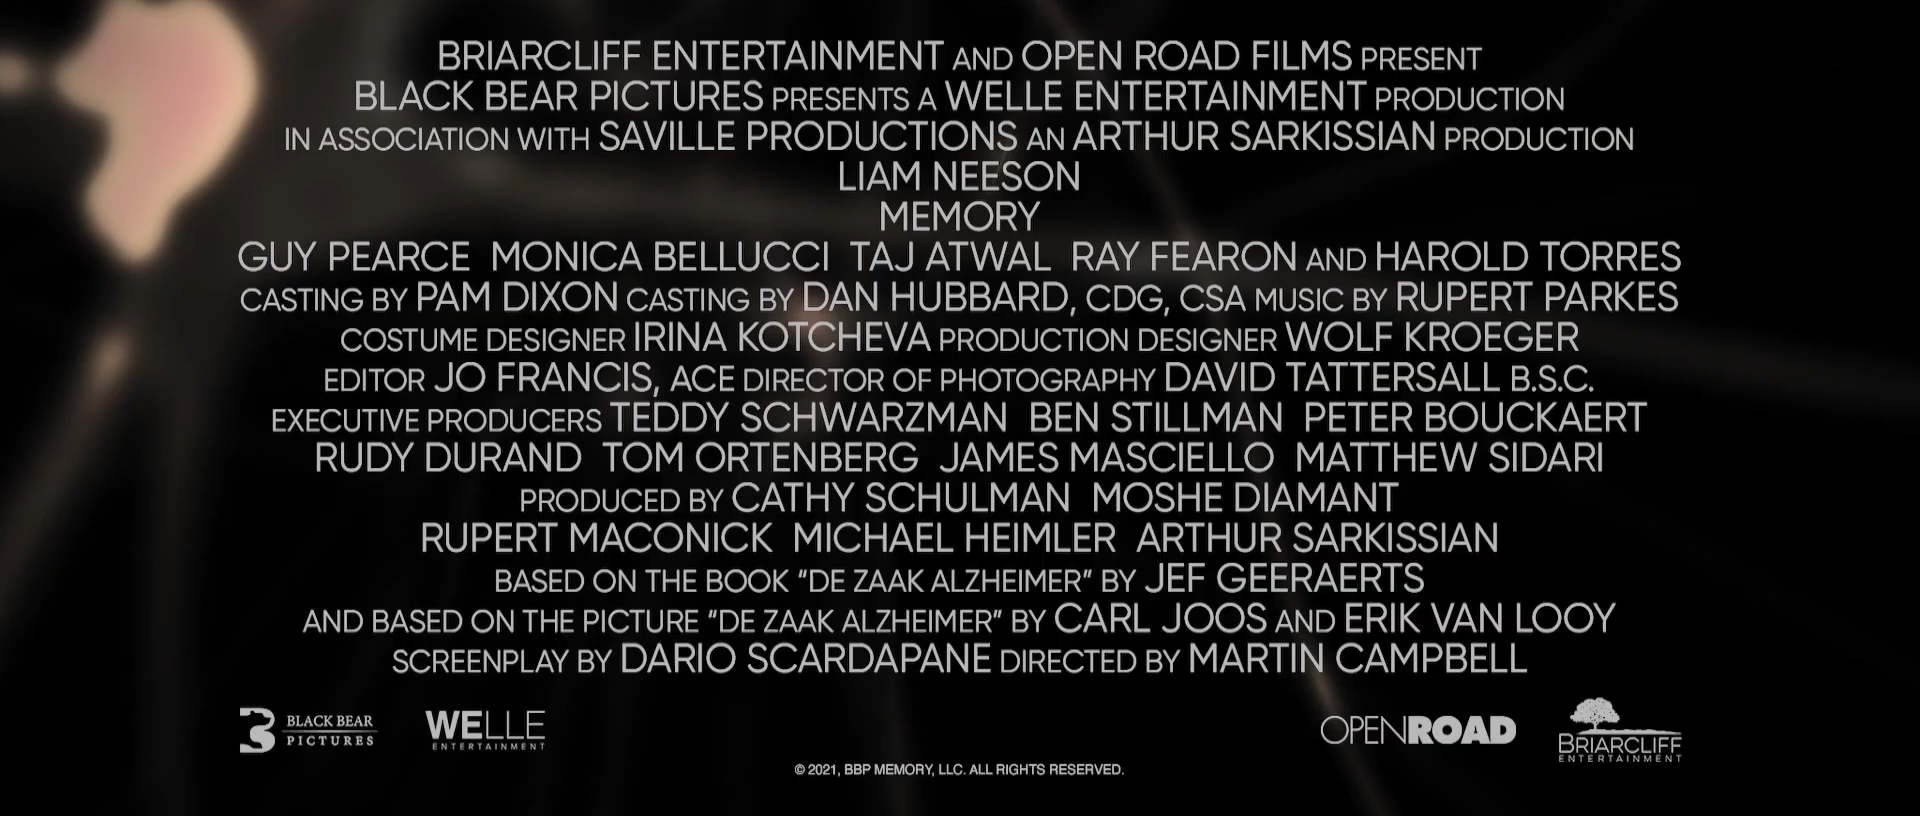 BRIARCLIFF ENTERTAINMENT AND OPEN ROAD FILMS PRESENT
BLACK BEAR PICTURES PRESENTS A WELLE ENTERTAINMENT PRODUCTION
IN ASSOCIATION WITH SAVILLE PRODUCTIONS AN ARTHUR SARKISSIAN PRODUCTION
LIAM NEESON
MEMORY
GUY PEARCE MONICA BELLUCCI TAJ ATWAL RAY FEARON AND HAROLD TORRES
CASTING BY PAM DIXON CASTING BY DAN HUBBARD, CDG, CSA MUSIC BY RUPERT PARKES
COSTUME DESIGNER IRINA KOTCHEVA PRODUCTION DESIGNER WOLF KROEGER
EDITOR JO FRANCIS, ACE DIRECTOR OF PHOTOGRAPHY DAVID TATTERSALL B.S.C.
EXECUTIVE PRODUCERS TEDDY SCHWARZMAN BEN STILLMAN PETER BOUCKAERT
RUDY DURAND TOM ORTENBERG JAMES MASCIELLO MATTHEW SIDARI
PRODUCED BY CATHY SCHULMAN MOSHE DIAMANT
RUPERT MACONICK MICHAEL HEIMLER ARTHUR SARKISSIAN
BASED ON THE BOOK “DE ZAAK ALZHEIMER” BY JEF GEERAERTS
AND BASED ON THE PICTURE “DE ZAAK ALZHEIMER” BY CARL JOOS AND ERIK VAN LOOY
SCREENPLAY BY DARIO SCARDAPANE DIRECTED BY MARTIN CAMPBELL
BLACK BEAR
PICTURES
WELLE
ENTERTAINMENT
OPENROAD
BRIARCLIFF
ENTERTAINMENT
© 2021, BBP MEMORY, LLC. ALL RIGHTS RESERVED.